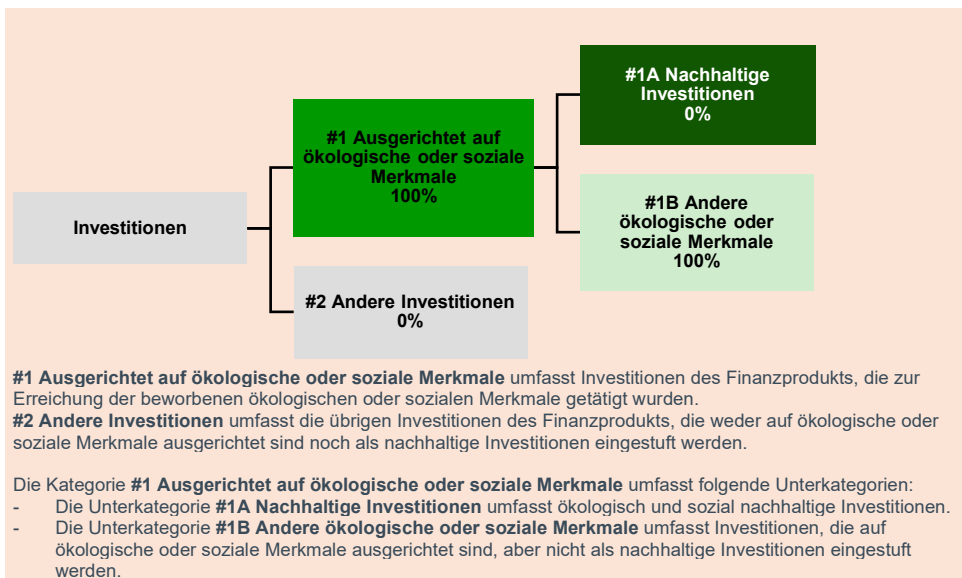 #1A Nachhaltige
Investitionen
0%
#1 Ausgerichtet auf
ökologische oder soziale
Merkmale
100%
#1B Andere
ökologische oder
soziale Merkmale
100%
Investitionen
#2 Andere Investitionen
0%
#1 Ausgerichtet auf ökologische oder soziale Merkmale umfasst Investitionen des Finanzprodukts, die zur
Erreichung der beworbenen ökologischen oder sozialen Merkmale getätigt wurden.
#2 Andere Investitionen umfasst die übrigen Investitionen des Finanzprodukts, die weder auf ökologische oder
soziale Merkmale ausgerichtet sind noch als nachhaltige Investitionen eingestuft werden.
Die Kategorie #1 Ausgerichtet auf ökologische oder soziale Merkmale umfasst folgende Unterkategorien:
- Die Unterkategorie #1A Nachhaltige Investitionen umfasst ökologisch und sozial nachhaltige Investitionen.
- Die Unterkategorie #1B Andere ökologische oder soziale Merkmale umfasst Investitionen, die auf
ökologische oder soziale Merkmale ausgerichtet sind, aber nicht als nachhaltige Investitionen eingestuft
werden.